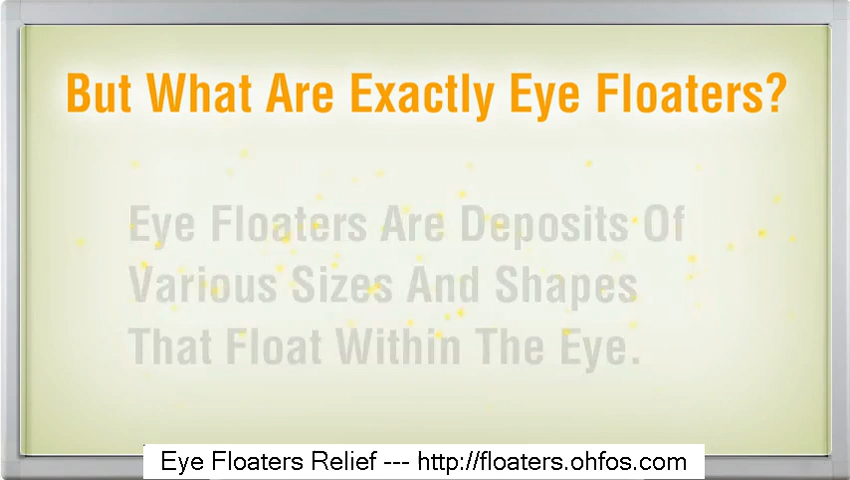 But What Are Exactly Eye Floaters?
Eye Floaters Are Deposits Of
Various Sizes And Shapes
That Float Within The Eye.
Eye Floaters Relief --- http://floaters.ohfos.com